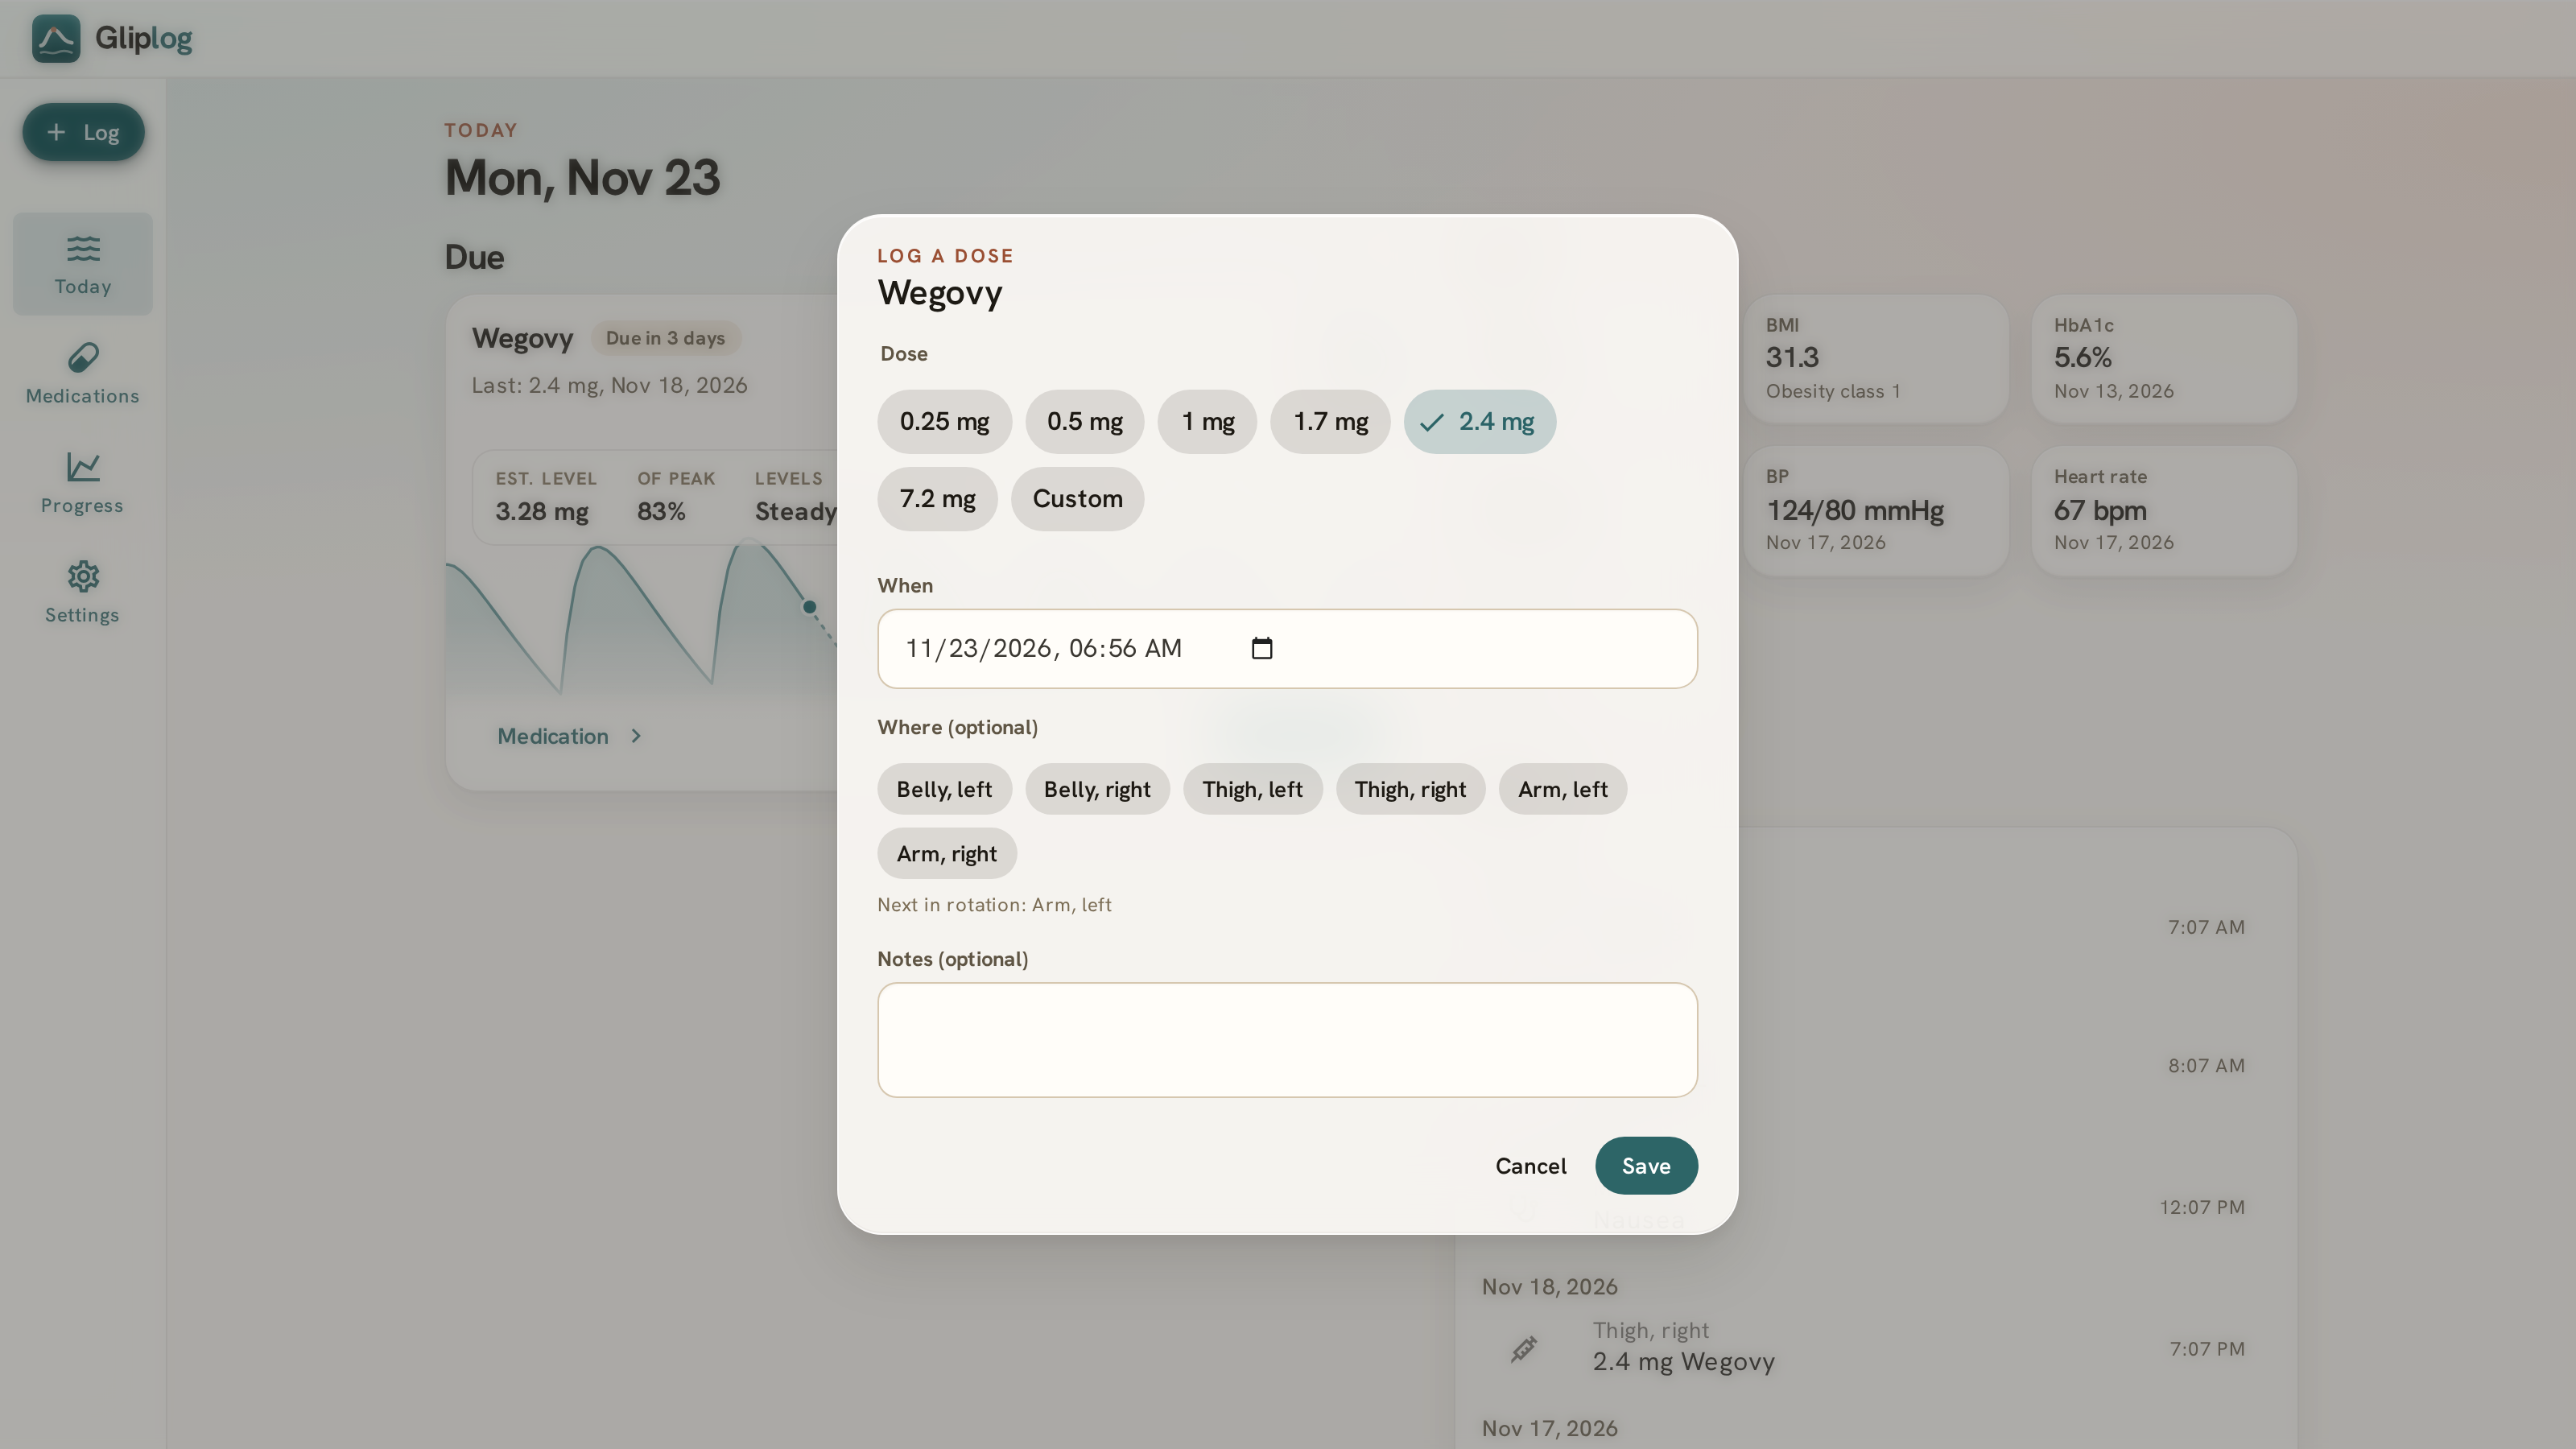 Gliplog
+ Log
Today
Medications
Progress
Settings
TODAY
Mon, Nov 23
Due
Wegovy
Due in 3 days
Last: 2.4 mg, Nov 18, 2026
EST. LEVEL
3.28 mg
OF PEAK
83%
LEVELS
Steady
Medication
LOG A DOSE
Wegovy
Dose
0.25 mg
0.5 mg
1 mg
1.7 mg
2.4 mg
7.2 mg
Custom
When
11/23/2026, 06:56 AM
Where (optional)
Belly, left
Belly, right
Thigh, left
Thigh, right
Arm, left
Arm, right
Next in rotation: Arm, left
Notes (optional)
Cancel
Save
BMI
31.3
Obesity class 1
HbA1c
5.6%
Nov 13, 2026
BP
124/80 mmHg
Nov 17, 2026
Heart rate
67 bpm
Nov 17, 2026
7:07 AM
8:07 AM
Nausea
12:07 PM
Nov 18, 2026
Thigh, right
2.4 mg Wegovy
7:07 PM
Nov 17, 2026